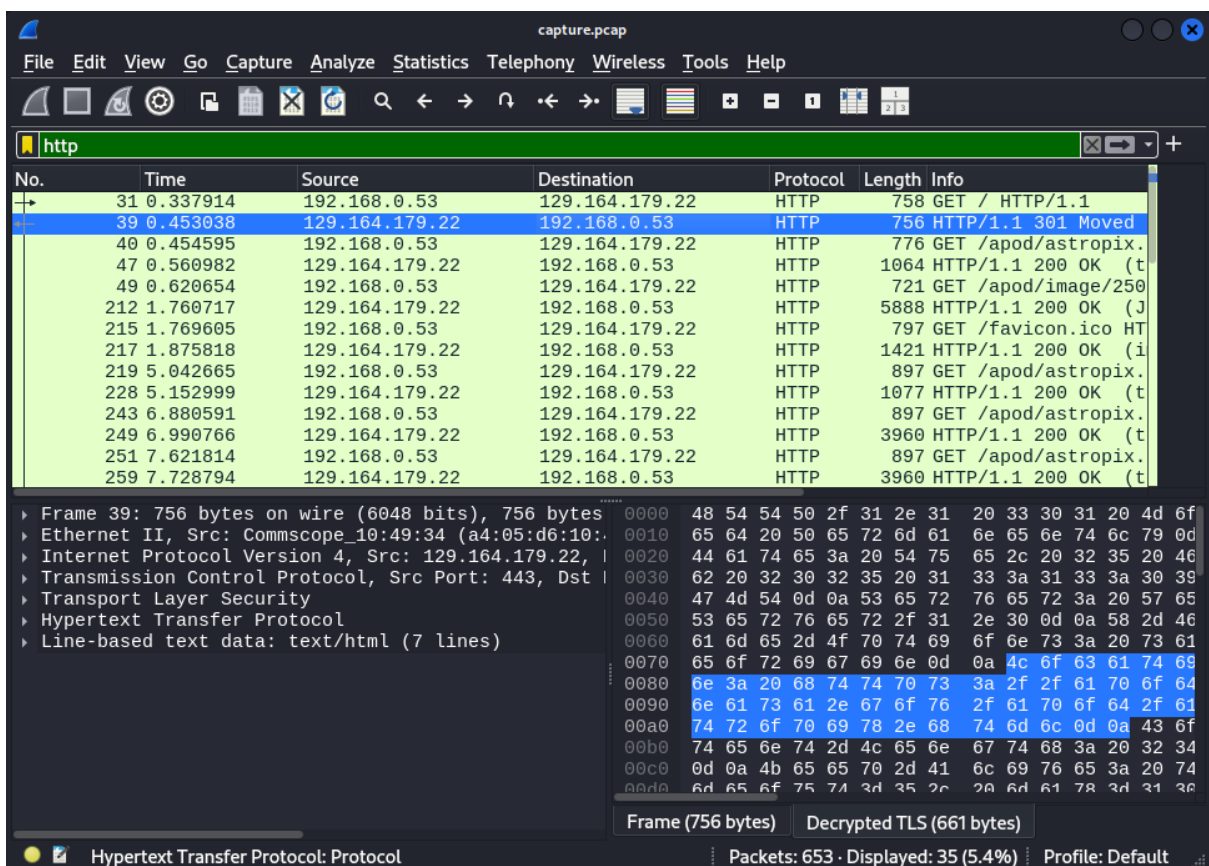 capture.pcap
File Edit View Go Capture Analyze Statistics Telephony Wireless Tools Help
http
No. Time Source Destination Protocol Length Info
31 0.337914 192.168.0.53 129.164.179.22 HTTP 758 GET / HTTP/1.1
39 0.453038 129.164.179.22 192.168.0.53 HTTP 756 HTTP/1.1 301 Moved
40 0.454595 192.168.0.53 129.164.179.22 HTTP 776 GET /apod/astropix.
47 0.560982 129.164.179.22 192.168.0.53 HTTP 1064 HTTP/1.1 200 OK (t
49 0.620654 192.168.0.53 129.164.179.22 HTTP 721 GET /apod/image/250
212 1.760717 129.164.179.22 192.168.0.53 HTTP 5888 HTTP/1.1 200 OK (J
215 1.769605 192.168.0.53 129.164.179.22 HTTP 797 GET /favicon.ico HT
217 1.875818 129.164.179.22 192.168.0.53 HTTP 1421 HTTP/1.1 200 OK (i
219 5.042665 192.168.0.53 129.164.179.22 HTTP 897 GET /apod/astropix.
228 5.152999 129.164.179.22 192.168.0.53 HTTP 1077 HTTP/1.1 200 OK (t
243 6.880591 192.168.0.53 129.164.179.22 HTTP 897 GET /apod/astropix.
249 6.990766 129.164.179.22 192.168.0.53 HTTP 3960 HTTP/1.1 200 OK (t
251 7.621814 192.168.0.53 129.164.179.22 HTTP 897 GET /apod/astropix.
259 7.728794 129.164.179.22 192.168.0.53 HTTP 3960 HTTP/1.1 200 OK (t
Frame 39: 756 bytes on wire (6048 bits), 756 bytes
Ethernet II, Src: Commscope_10:49:34 (a4:05:d6:10:
Internet Protocol Version 4, Src: 129.164.179.22,
Transmission Control Protocol, Src Port: 443, Dst
Transport Layer Security
Hypertext Transfer Protocol
Line-based text data: text/html (7 lines)
0000 48 54 54 50 2f 31 2e 31 20 33 30 31 20 4d 6f
0010 65 64 20 50 65 72 6d 61 6e 65 6e 74 6c 79 0d
0020 44 61 74 65 3a 20 54 75 65 2c 20 32 35 20 46
0030 62 20 32 30 32 35 20 31 33 3a 31 33 3a 30 39
0040 47 4d 54 0d 0a 53 65 72 76 65 72 3a 20 57 65
0050 53 65 72 76 65 72 2f 31 2e 30 0d 0a 58 2d 46
0060 61 6d 65 2d 4f 70 74 69 6f 6e 73 3a 20 73 61
0070 65 6f 72 69 67 69 6e 0d 0a 4c 6f 63 61 74 69
0080 6e 3a 20 68 74 74 70 73 3a 2f 2f 61 70 6f 64
0090 6e 61 73 61 2e 67 6f 76 2f 61 70 6f 64 2f 61
00a0 74 72 6f 70 69 78 2e 68 74 6d 6c 0d 0a 43 6f
00b0 74 65 6e 74 2d 4c 65 6e 67 74 68 3a 20 32 34
00c0 0d 0a 4b 65 65 70 2d 41 6c 69 76 65 3a 20 74
00d0 6d 65 6f 75 74 3d 35 2c 20 6d 61 78 3d 31 30
Frame (756 bytes) Decrypted TLS (661 bytes)
Hypertext Transfer Protocol: Protocol Packets: 653 · Displayed: 35 (5.4%) Profile: Default